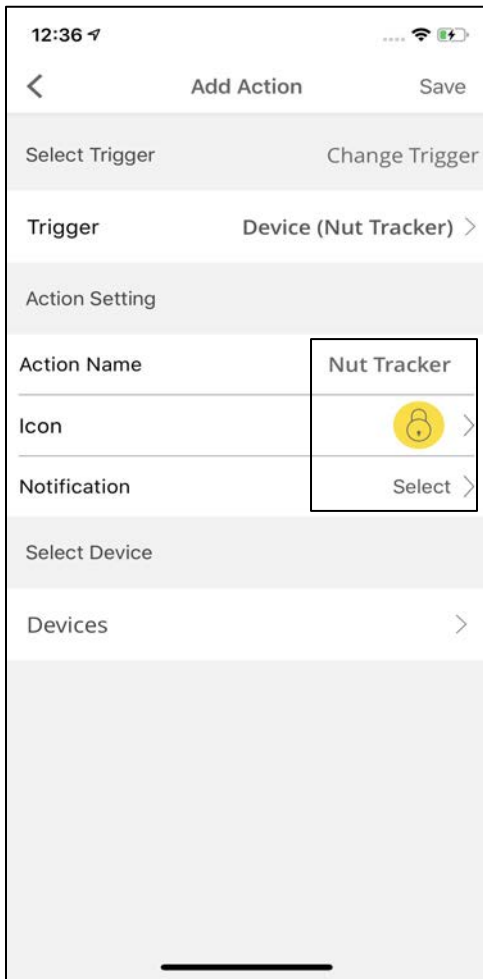 12:36
Add Action Save
Select Trigger Change Trigger
Trigger Device (Nut Tracker)
Action Setting
Action Name Nut Tracker
Icon
Notification Select
Select Device
Devices